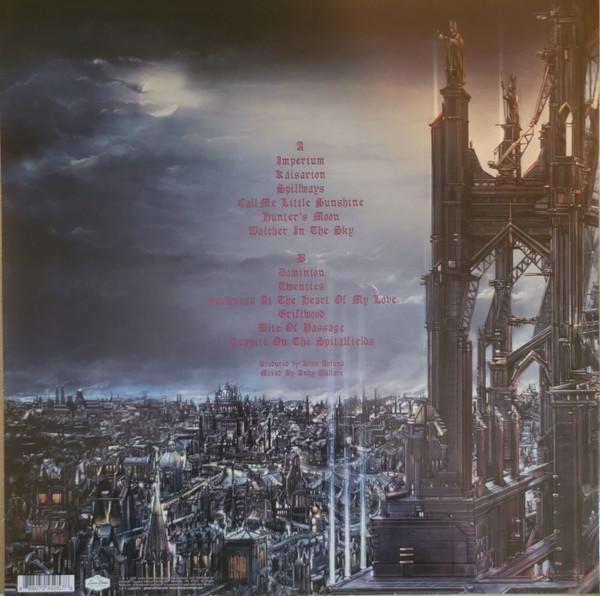 A
Imperium
Kaisarion
Spillways
Call Me Little Sunshine
Hunter's Moon
Watcher In The Sky
B
Dominion
Twenties
Darkness At The Heart Of My Love
Griftwood
Bite Of Passage
Respite On The Spitalfields
Produced by Klas Åhlund
Mixed By Andy Wallace